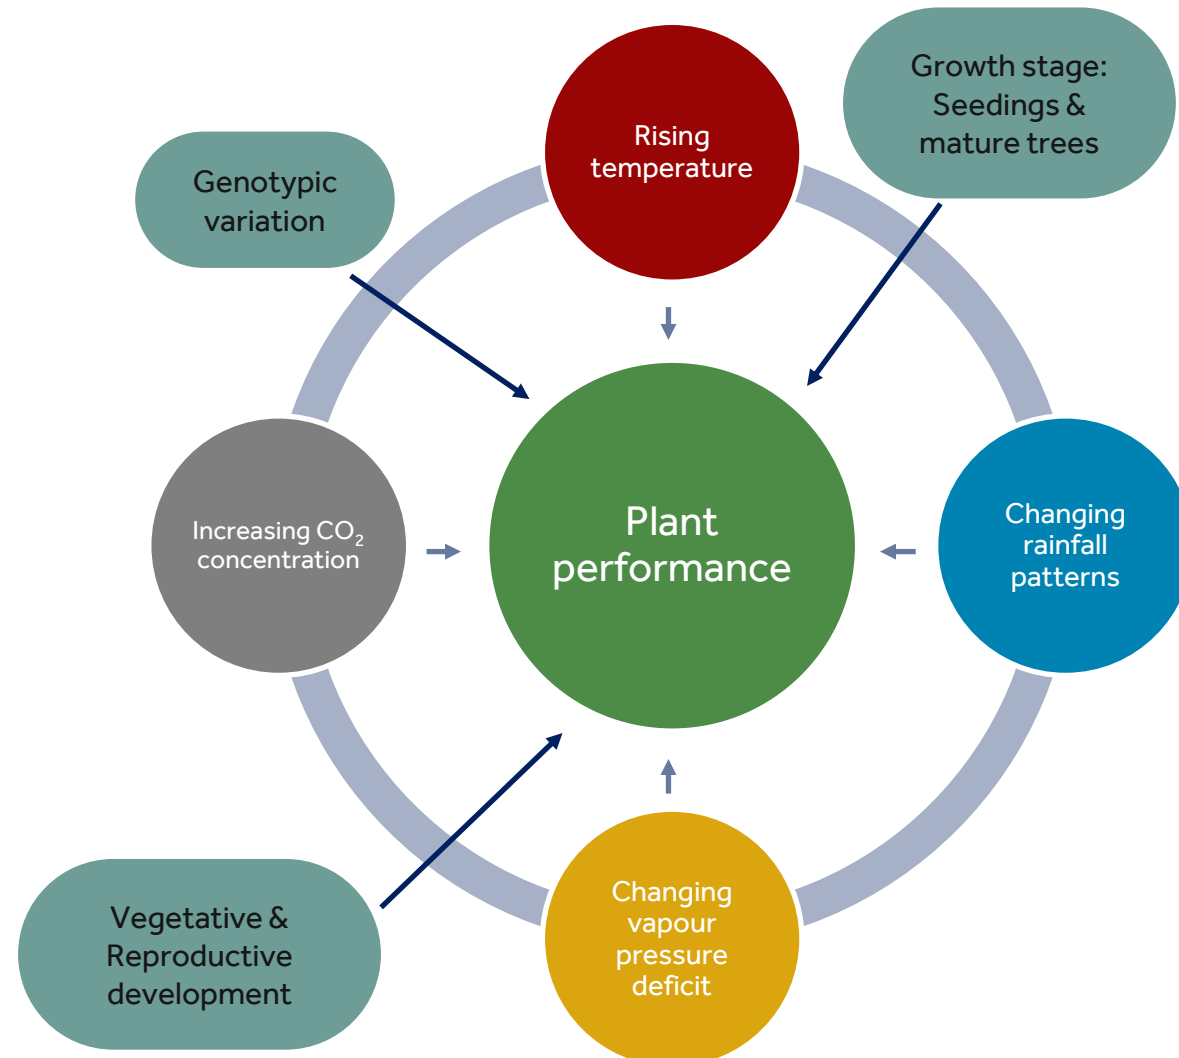 Growth stage:
Seedings &
mature trees
Rising
temperature
Genotypic
variation
Increasing CO₂
concentration
Plant
performance
Changing
rainfall
patterns
Vegetative &
Reproductive
development
Changing
vapour
pressure
deficit